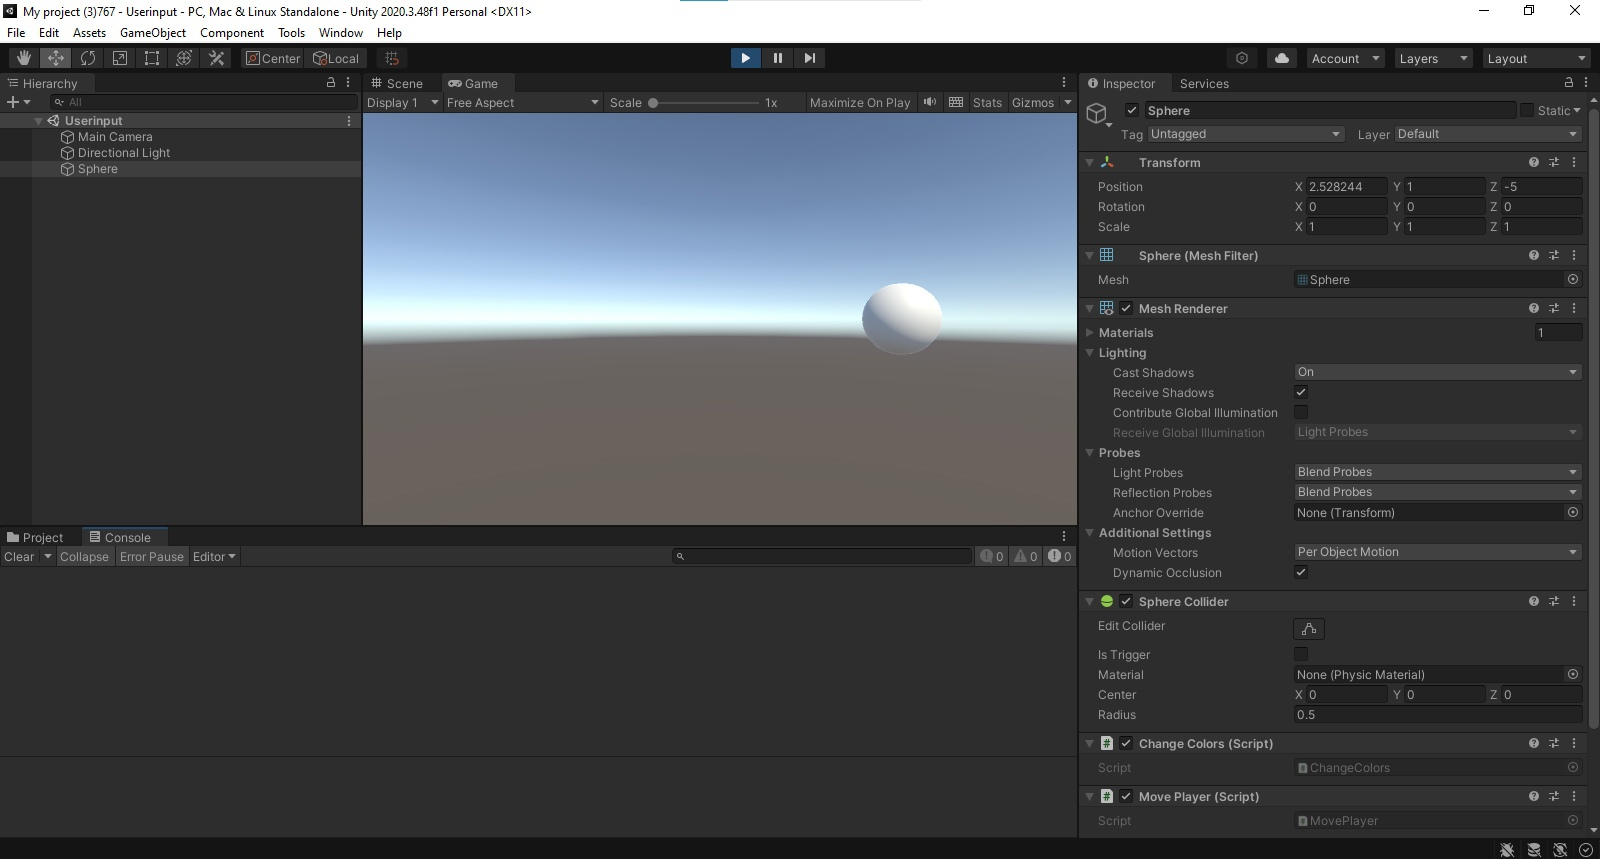 My project (3)767 - Userinput - PC, Mac & Linux Standalone - Unity 2020.3.48f1 Personal <DX11>
File Edit Assets GameObject Component Tools Window Help
Center Local Account Layers Layout
Hierarchy
All
Userinput
Main Camera
Directional Light
Sphere
Scene Game
Display 1 Free Aspect Scale 1x Maximize On Play Stats Gizmos
Project Console
Clear Collapse Error Pause Editor 0 0 0
Inspector Services
Sphere Static
Tag Untagged Layer Default
Transform
Position X 2.528244 Y 1 Z -5
Rotation X 0 Y 0 Z 0
Scale X 1 Y 1 Z 1
Sphere (Mesh Filter)
Mesh Sphere
Mesh Renderer
Materials 1
Lighting
Cast Shadows On
Receive Shadows
Contribute Global Illumination
Receive Global Illumination Light Probes
Probes
Light Probes Blend Probes
Reflection Probes Blend Probes
Anchor Override None (Transform)
Additional Settings
Motion Vectors Per Object Motion
Dynamic Occlusion
Sphere Collider
Edit Collider
Is Trigger
Material None (Physic Material)
Center X 0 Y 0 Z 0
Radius 0.5
# Change Colors (Script)
Script ChangeColors
# Move Player (Script)
Script MovePlayer